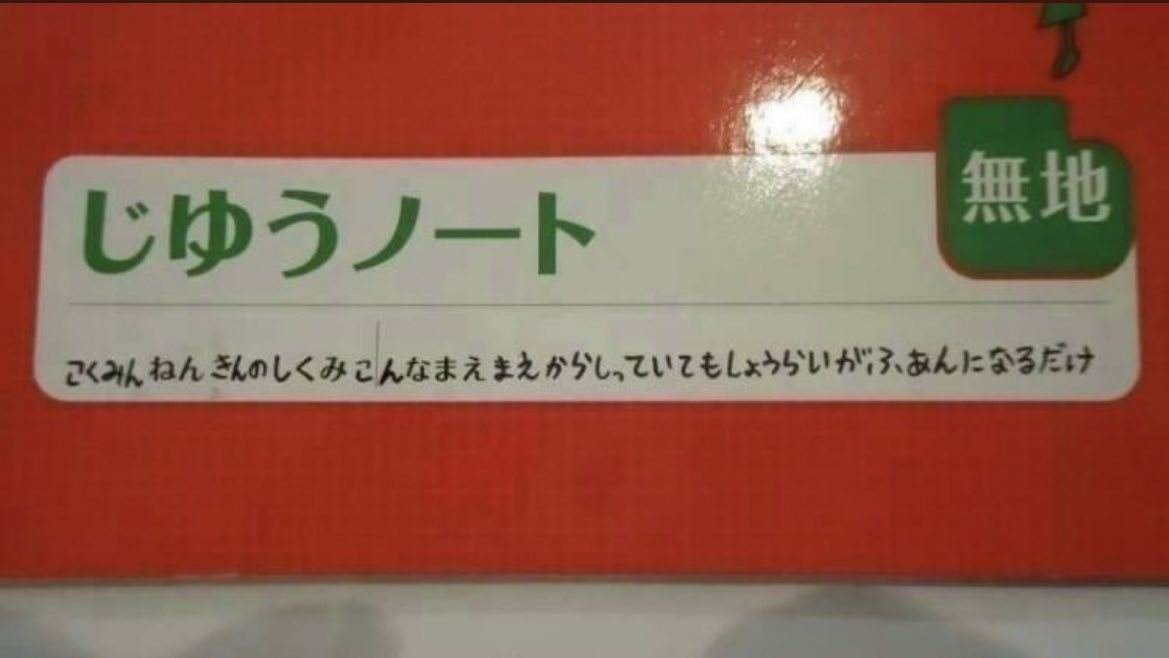 じゆうノート
無地
こくみんねんきんのしくみこんなまえまえからしっていてもしょうらいがふあんになるだけ